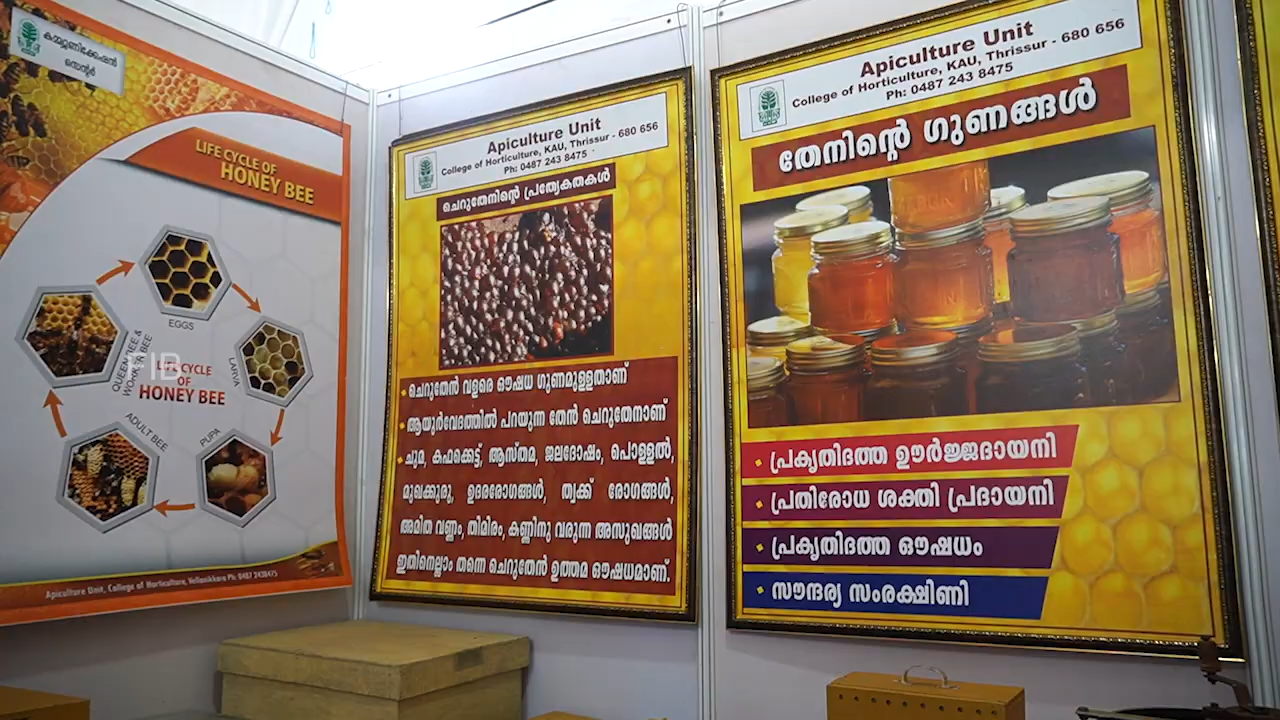 കമ്മ്യൂണിക്കേഷൻ
സെന്റർ
LIFE CYCLE OF
HONEY BEE
EGGS
LARVA
PUPA
ADULT BEE
QUEEN BEE &
WORKER BEE
LIFE CYCLE
OF
HONEY BEE
Apiculture Unit, College of Horticulture, Vellanikkara Ph: 0487 2438475
Apiculture Unit
College of Horticulture, KAU, Thrissur - 680 656
Ph: 0487 243 8475
ചെറുതേനിന്റെ പ്രത്യേകതകൾ
ചെറുതേൻ വളരെ ഔഷധ ഗുണമുള്ളതാണ്
ആയുർവേദത്തിൽ പറയുന്ന തേൻ ചെറുതേനാണ്
ചുമ, കഫക്കെട്ട്, ആസ്തമ, ജലദോഷം, പൊള്ളൽ,
മുഖക്കുരു, ഉദരരോഗങ്ങൾ, ത്വക്ക് രോഗങ്ങൾ,
അമിത വണ്ണം, തിമിരം, കണ്ണിനു വരുന്ന അസുഖങ്ങൾ
ഇതിനെല്ലാം തന്നെ ചെറുതേൻ ഉത്തമ ഔഷധമാണ്.
Apiculture Unit
College of Horticulture, KAU, Thrissur - 680 656
Ph: 0487 243 8475
തേനിന്റെ ഗുണങ്ങൾ
പ്രകൃതിദത്ത ഊർജ്ജദായനി
പ്രതിരോധ ശക്തി പ്രദായനി
പ്രകൃതിദത്ത ഔഷധം
സൗന്ദര്യ സംരക്ഷിണി